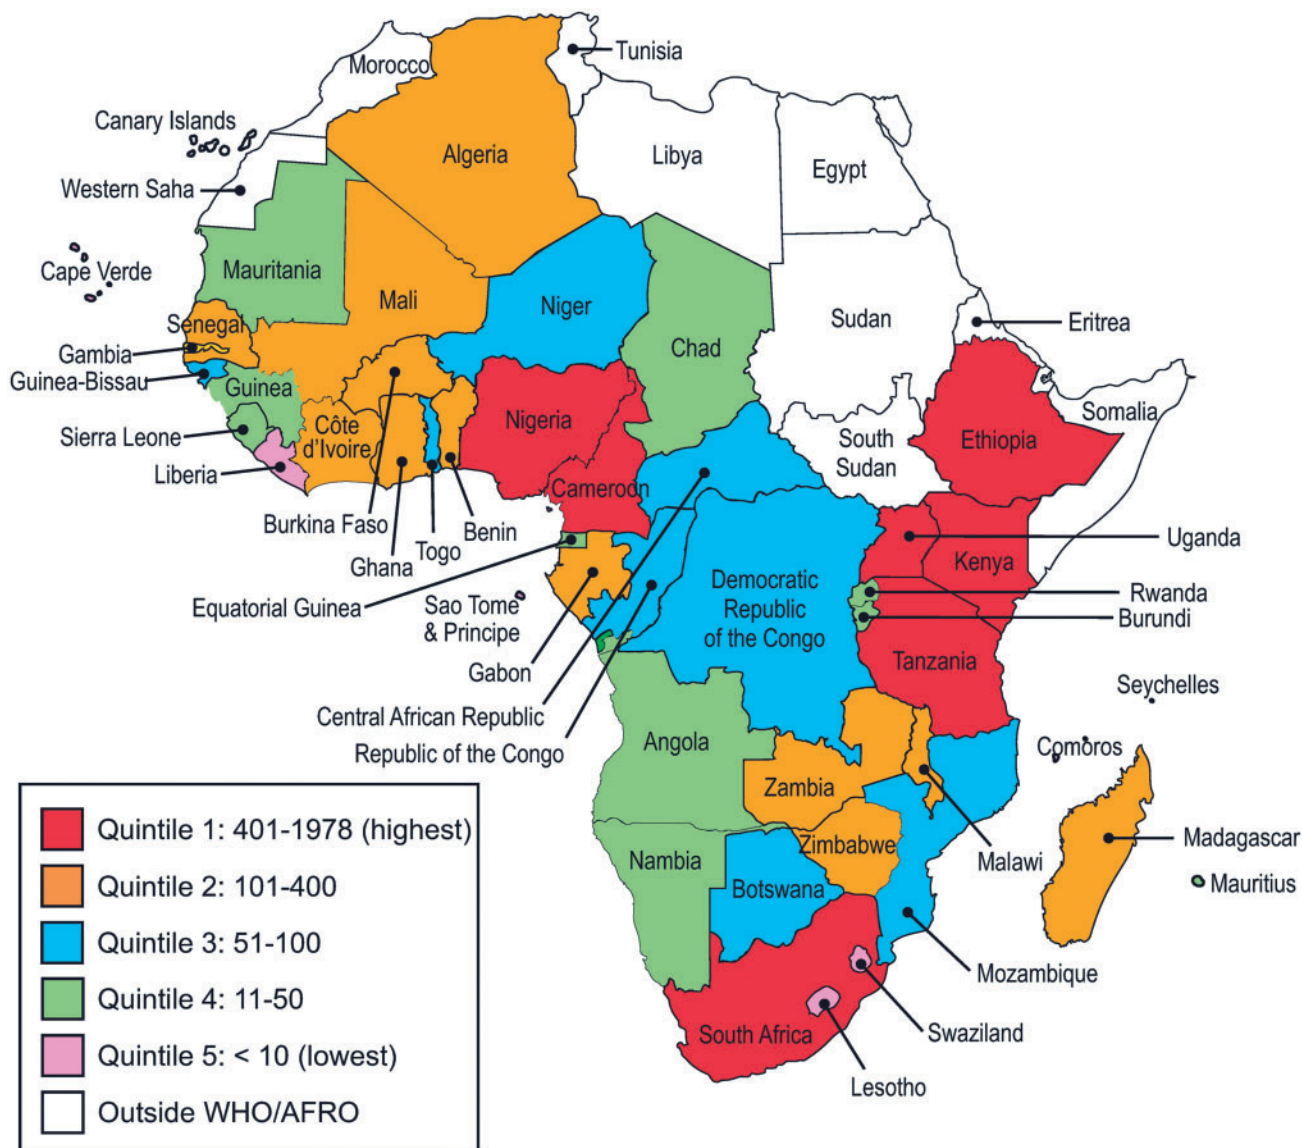 Tunisia
Morocco
Canary Islands
Algeria
Libya
Egypt
Western Saha
Mauritania
Cape Verde
Mali
Niger
Sudan
Eritrea
Senegal
Chad
Gambia
Guinea-Bissau
Guinea
Somalia
Nigeria
Côte
d'Ivoire
Sierra Leone
South
Sudan
Ethiopia
Liberia
Cameroon
Burkina Faso
Benin
Togo
Ghana
Uganda
Kenya
Democratic
Republic
of the Congo
Rwanda
Equatorial Guinea
Sao Tome
& Principe
Burundi
Gabon
Tanzania
Seychelles
Central African Republic
Republic of the Congo
Angola
Comoros
Zambia
Quintile 1: 401-1978 (highest)
Madagascar
Zimbabwe
Malawi
Nambia
Botswana
Mauritius
Quintile 2: 101-400
Quintile 3: 51-100
Mozambique
Quintile 4: 11-50
South Africa
Swaziland
Quintile 5: < 10 (lowest)
Lesotho
Outside WHO/AFRO